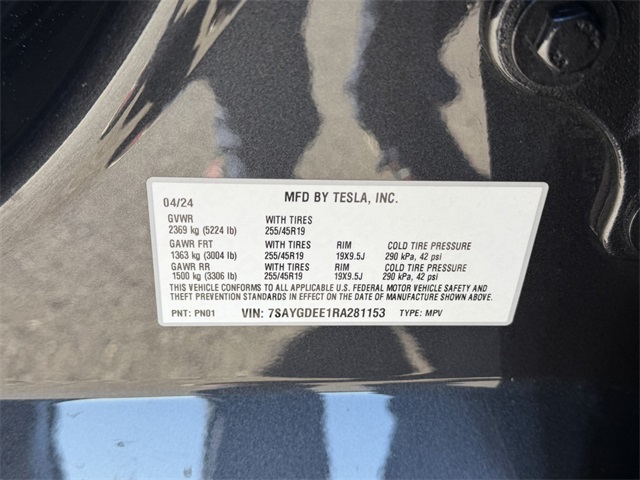 04/24 MFD BY TESLA, INC.
GVWR WITH TIRES
2369 kg (5224 lb) 255/45R19
GAWR FRT WITH TIRES RIM COLD TIRE PRESSURE
1363 kg (3004 lb) 255/45R19 19X9.5J 290 kPa, 42 psi
GAWR RR WITH TIRES RIM COLD TIRE PRESSURE
1500 kg (3306 lb) 255/45R19 19X9.5J 290 kPa, 42 psi
THIS VEHICLE CONFORMS TO ALL APPLICABLE U.S. FEDERAL MOTOR VEHICLE SAFETY AND
THEFT PREVENTION STANDARDS IN EFFECT ON THE DATE OF MANUFACTURE SHOWN ABOVE.
PNT: PN01 VIN: 7SAYGDEE1RA281153 TYPE: MPV